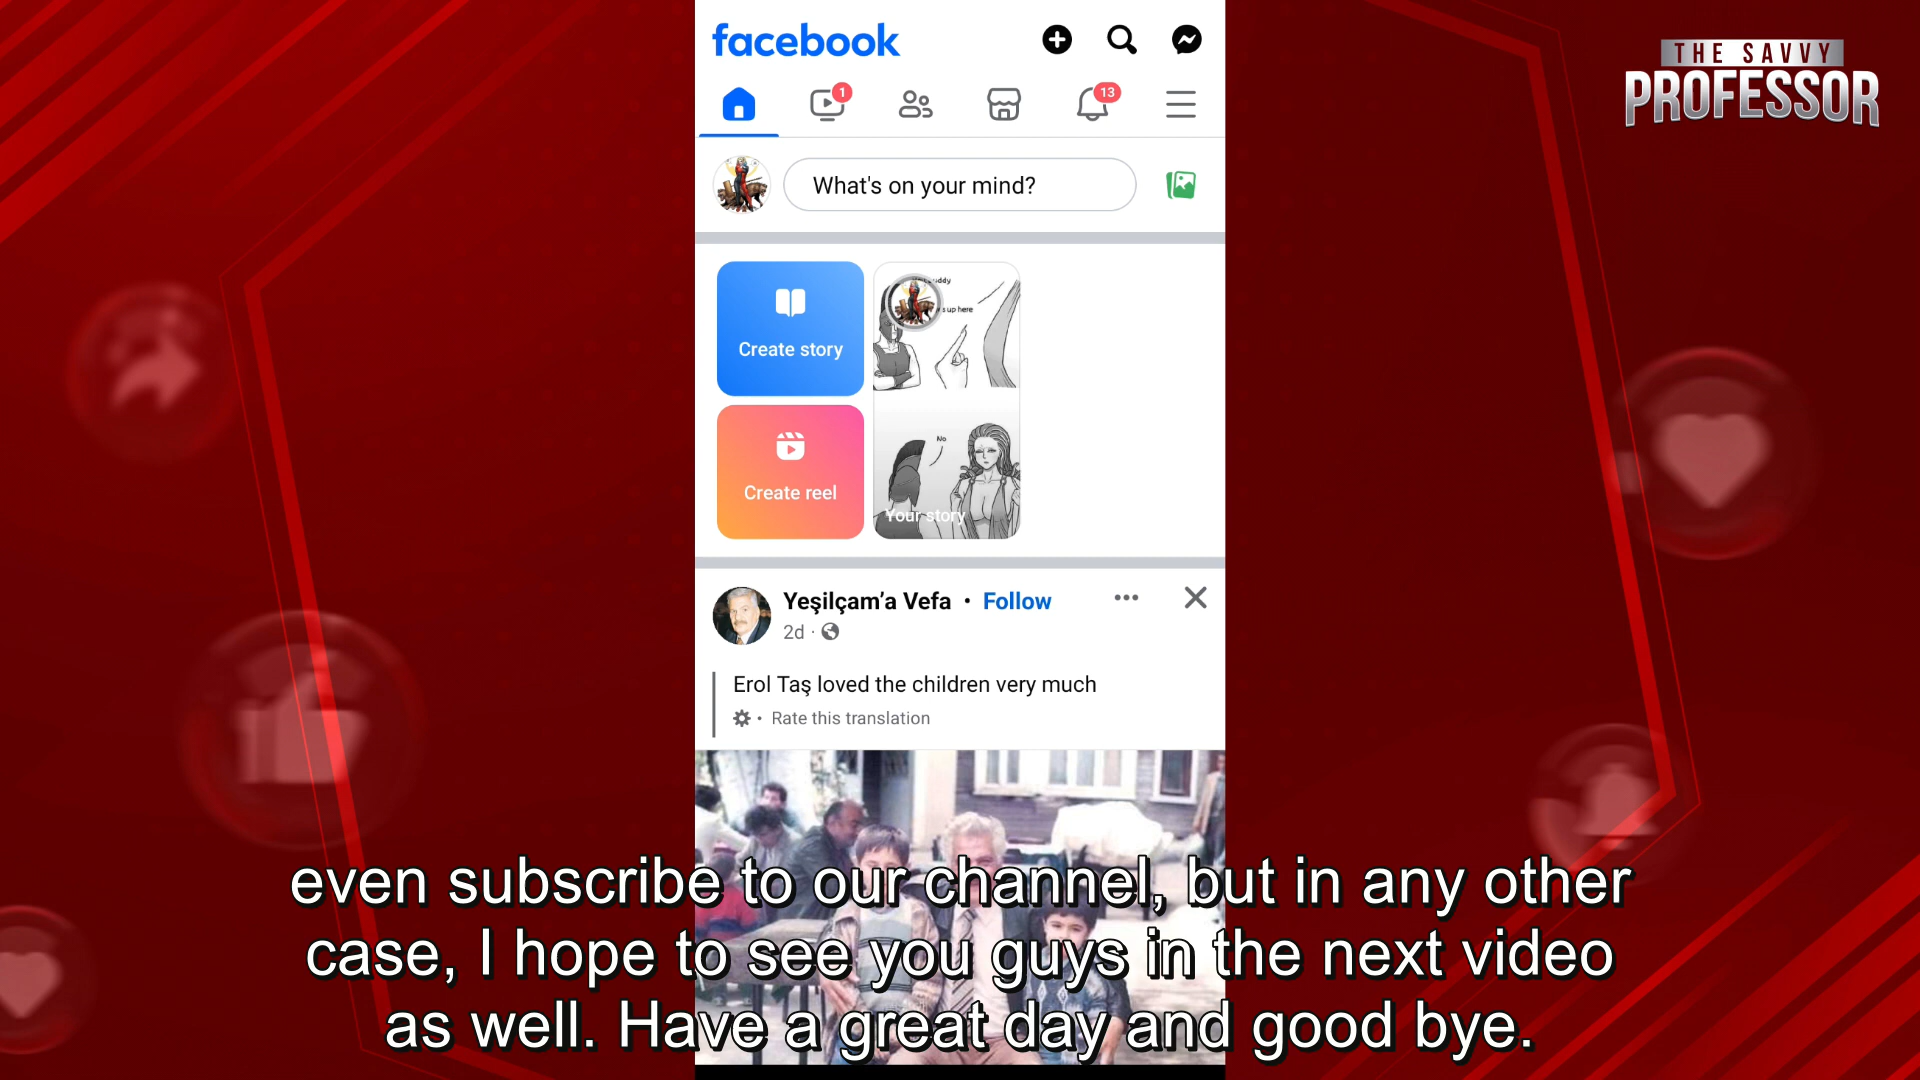 facebook
THE SAVVY
PROFESSOR
1
13
What's on your mind?
Create story
up here
No
Create reel
Your story
Yeşilçam'a Vefa • Follow
2d
Erol Taş loved the children very much
Rate this translation
even subscribe to our channel, but in any other
case, I hope to see you guys in the next video
as well. Have a great day and good bye.